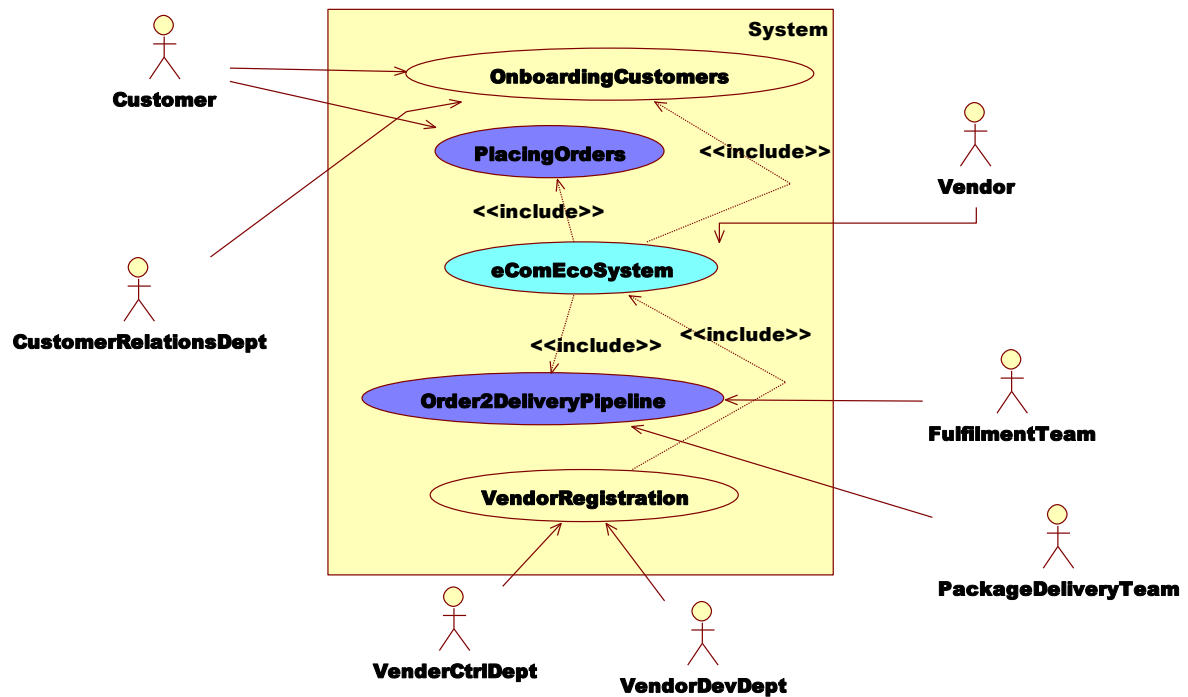 System
OnboardingCustomers
Customer
<<include>>
PlacingOrders
Vendor
<<include>>
eComEcoSystem
CustomerRelationsDept
<<include>>
<<include>>
Order2DeliveryPipeline
FulfilmentTeam
VendorRegistration
PackageDeliveryTeam
VenderCtrlDept
VendorDevDept